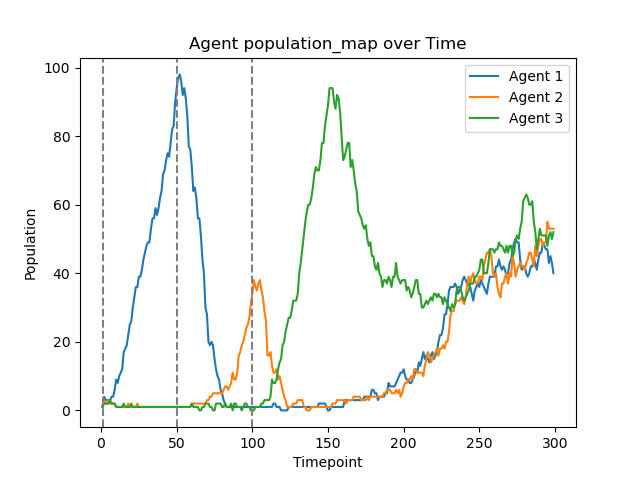 Agent population_map over Time
Agent 1
Agent 2
Agent 3
100
80
60
40
20
0
Population
0 50 100 150 200 250 300
Timepoint